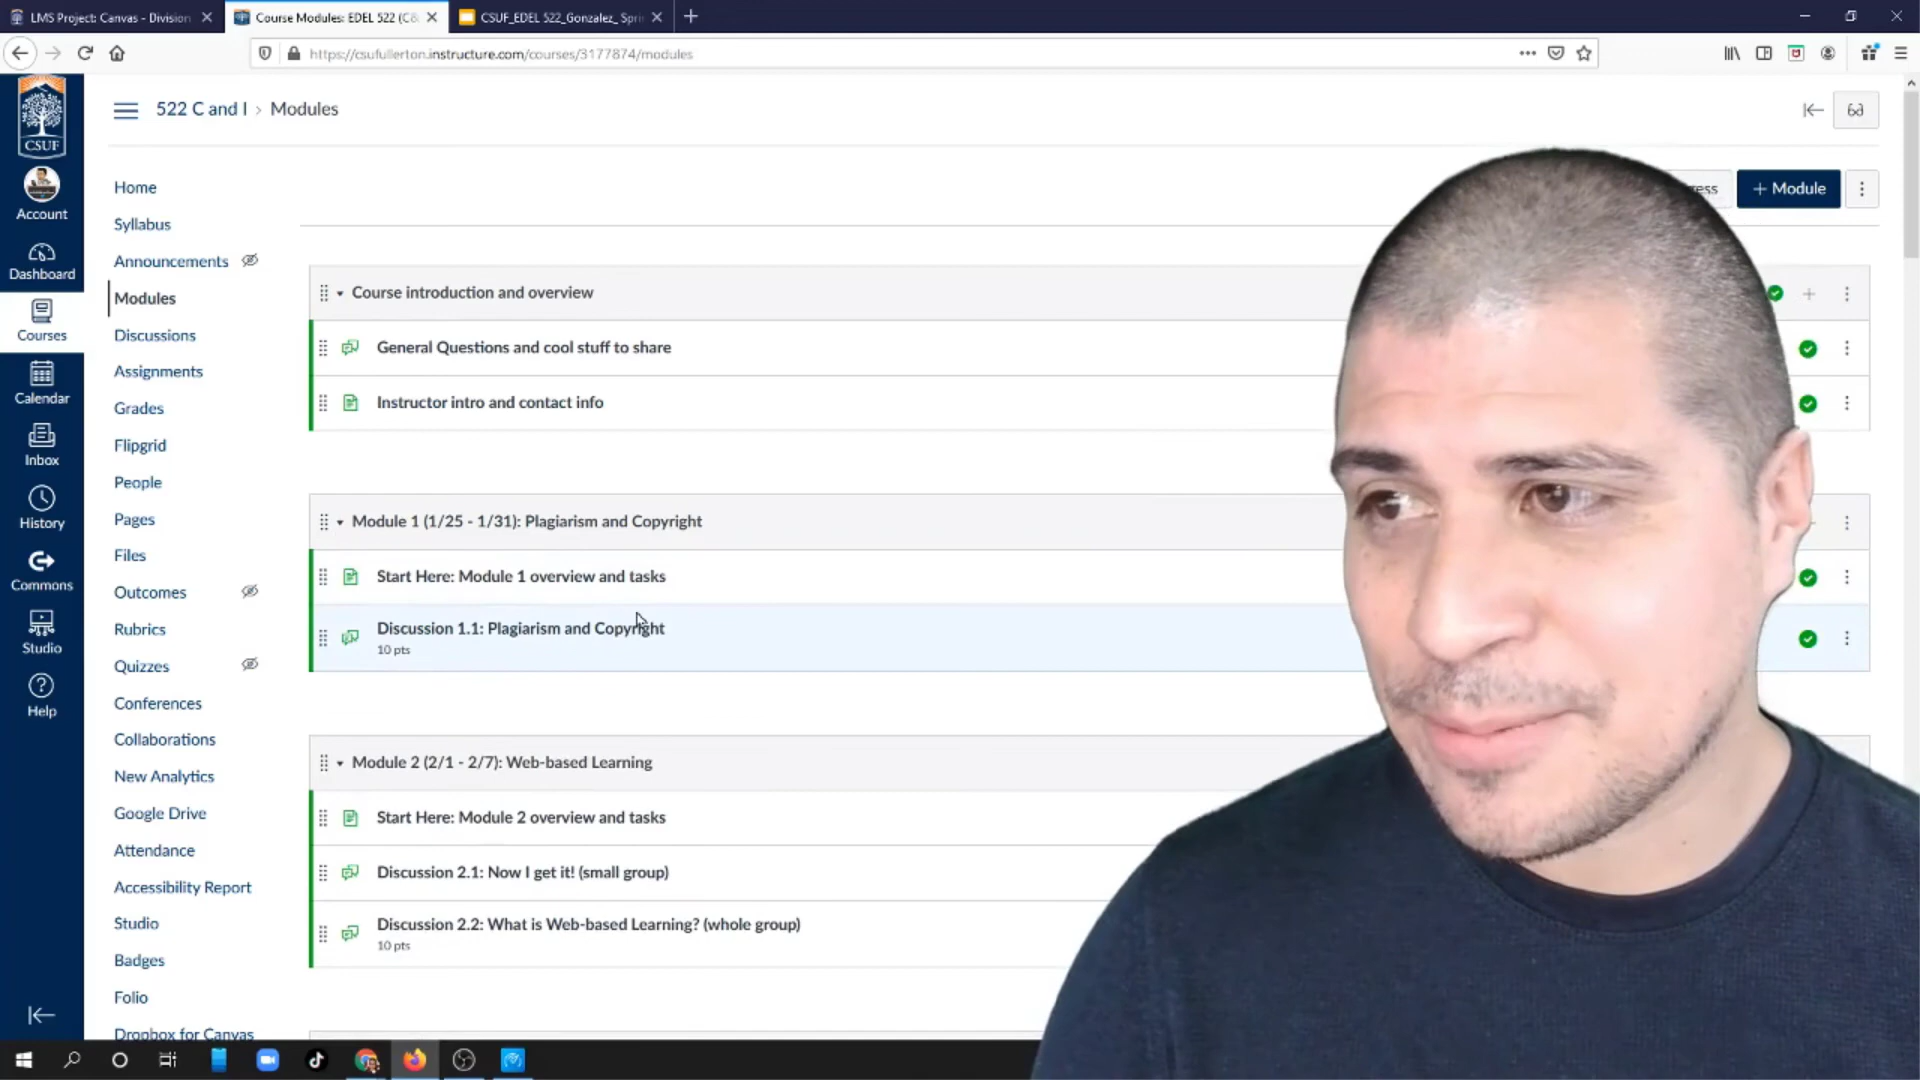 LMS Project: Canvas - Division
Course Modules: EDEL 522 (C&
CSUF_EDEL 522_Gonzalez_ Spri
https://csufullerton.instructure.com/courses/3177874/modules
CSUF
Account
Dashboard
Courses
Calendar
Inbox
History
Commons
Studio
Help
522 C and I › Modules
Home
Syllabus
Announcements
Modules
Discussions
Assignments
Grades
Flipgrid
People
Pages
Files
Outcomes
Rubrics
Quizzes
Conferences
Collaborations
New Analytics
Google Drive
Attendance
Accessibility Report
Studio
Badges
Folio
Dropbox for Canvas
+ Module
Course introduction and overview
General Questions and cool stuff to share
Instructor intro and contact info
Module 1 (1/25 - 1/31): Plagiarism and Copyright
Start Here: Module 1 overview and tasks
Discussion 1.1: Plagiarism and Copyright
10 pts
Module 2 (2/1 - 2/7): Web-based Learning
Start Here: Module 2 overview and tasks
Discussion 2.1: Now I get it! (small group)
Discussion 2.2: What is Web-based Learning? (whole group)
10 pts